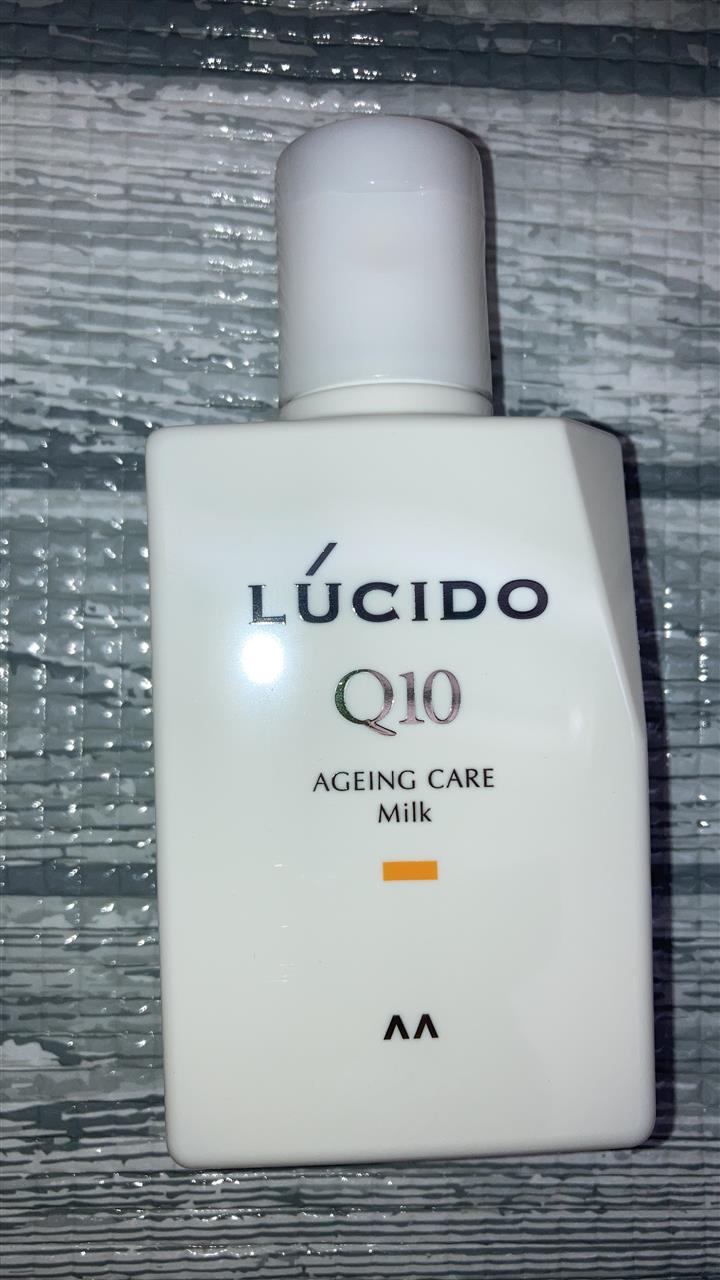 LÚCIDO
Q10
AGEING CARE
Milk